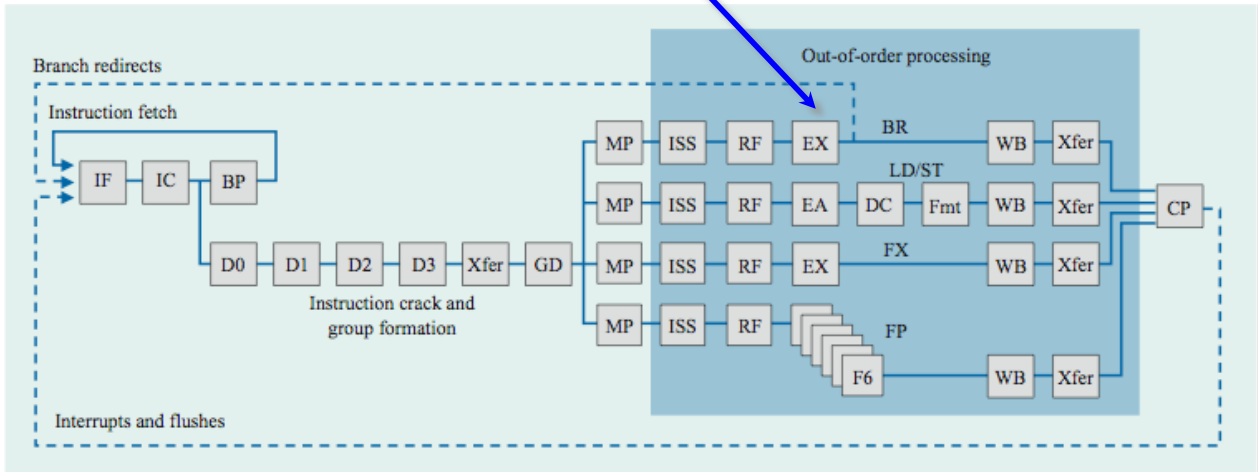 Out-of-order processing
Branch redirects
Instruction fetch
MP ISS RF EX BR WB Xfer
IF IC BP
LD/ST
MP ISS RF EA DC Fmt WB Xfer CP
D0 D1 D2 D3 Xfer GD MP ISS RF EX FX WB Xfer
Instruction crack and
group formation
MP ISS RF FP
F6 WB Xfer
Interrupts and flushes